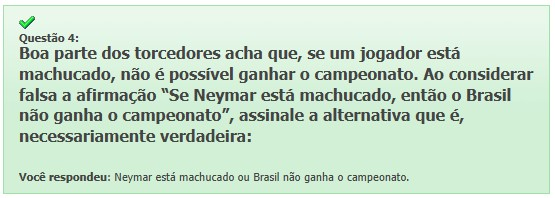 Questão 4:
Boa parte dos torcedores acha que, se um jogador está
machucado, não é possível ganhar o campeonato. Ao considerar
falsa a afirmação “Se Neymar está machucado, então o Brasil
não ganha o campeonato”, assinale a alternativa que é,
necessariamente verdadeira:
Você respondeu: Neymar está machucado ou Brasil não ganha o campeonato.